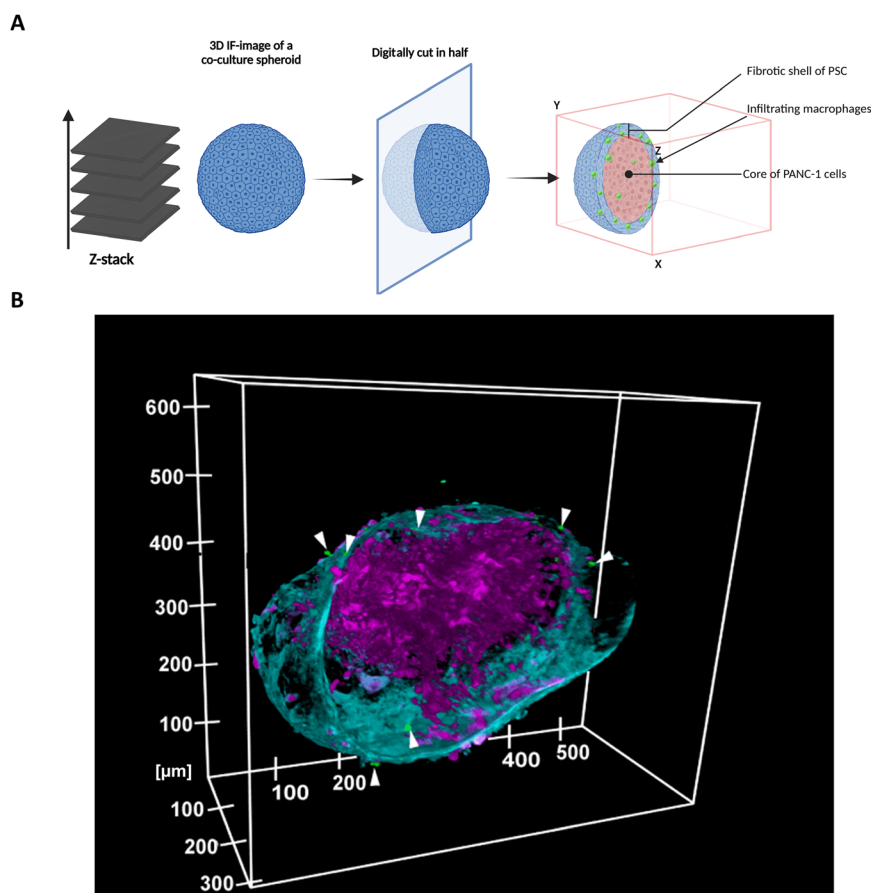 A
3D IF-image of a
co-culture spheroid
Digitally cut in half
Fibrotic shell of PSC
Infiltrating macrophages
Core of PANC-1 cells
Y
Z
X
Z-stack
B
600
500
400
300
200
100
[µm]
100
200
400
500
100
200
300